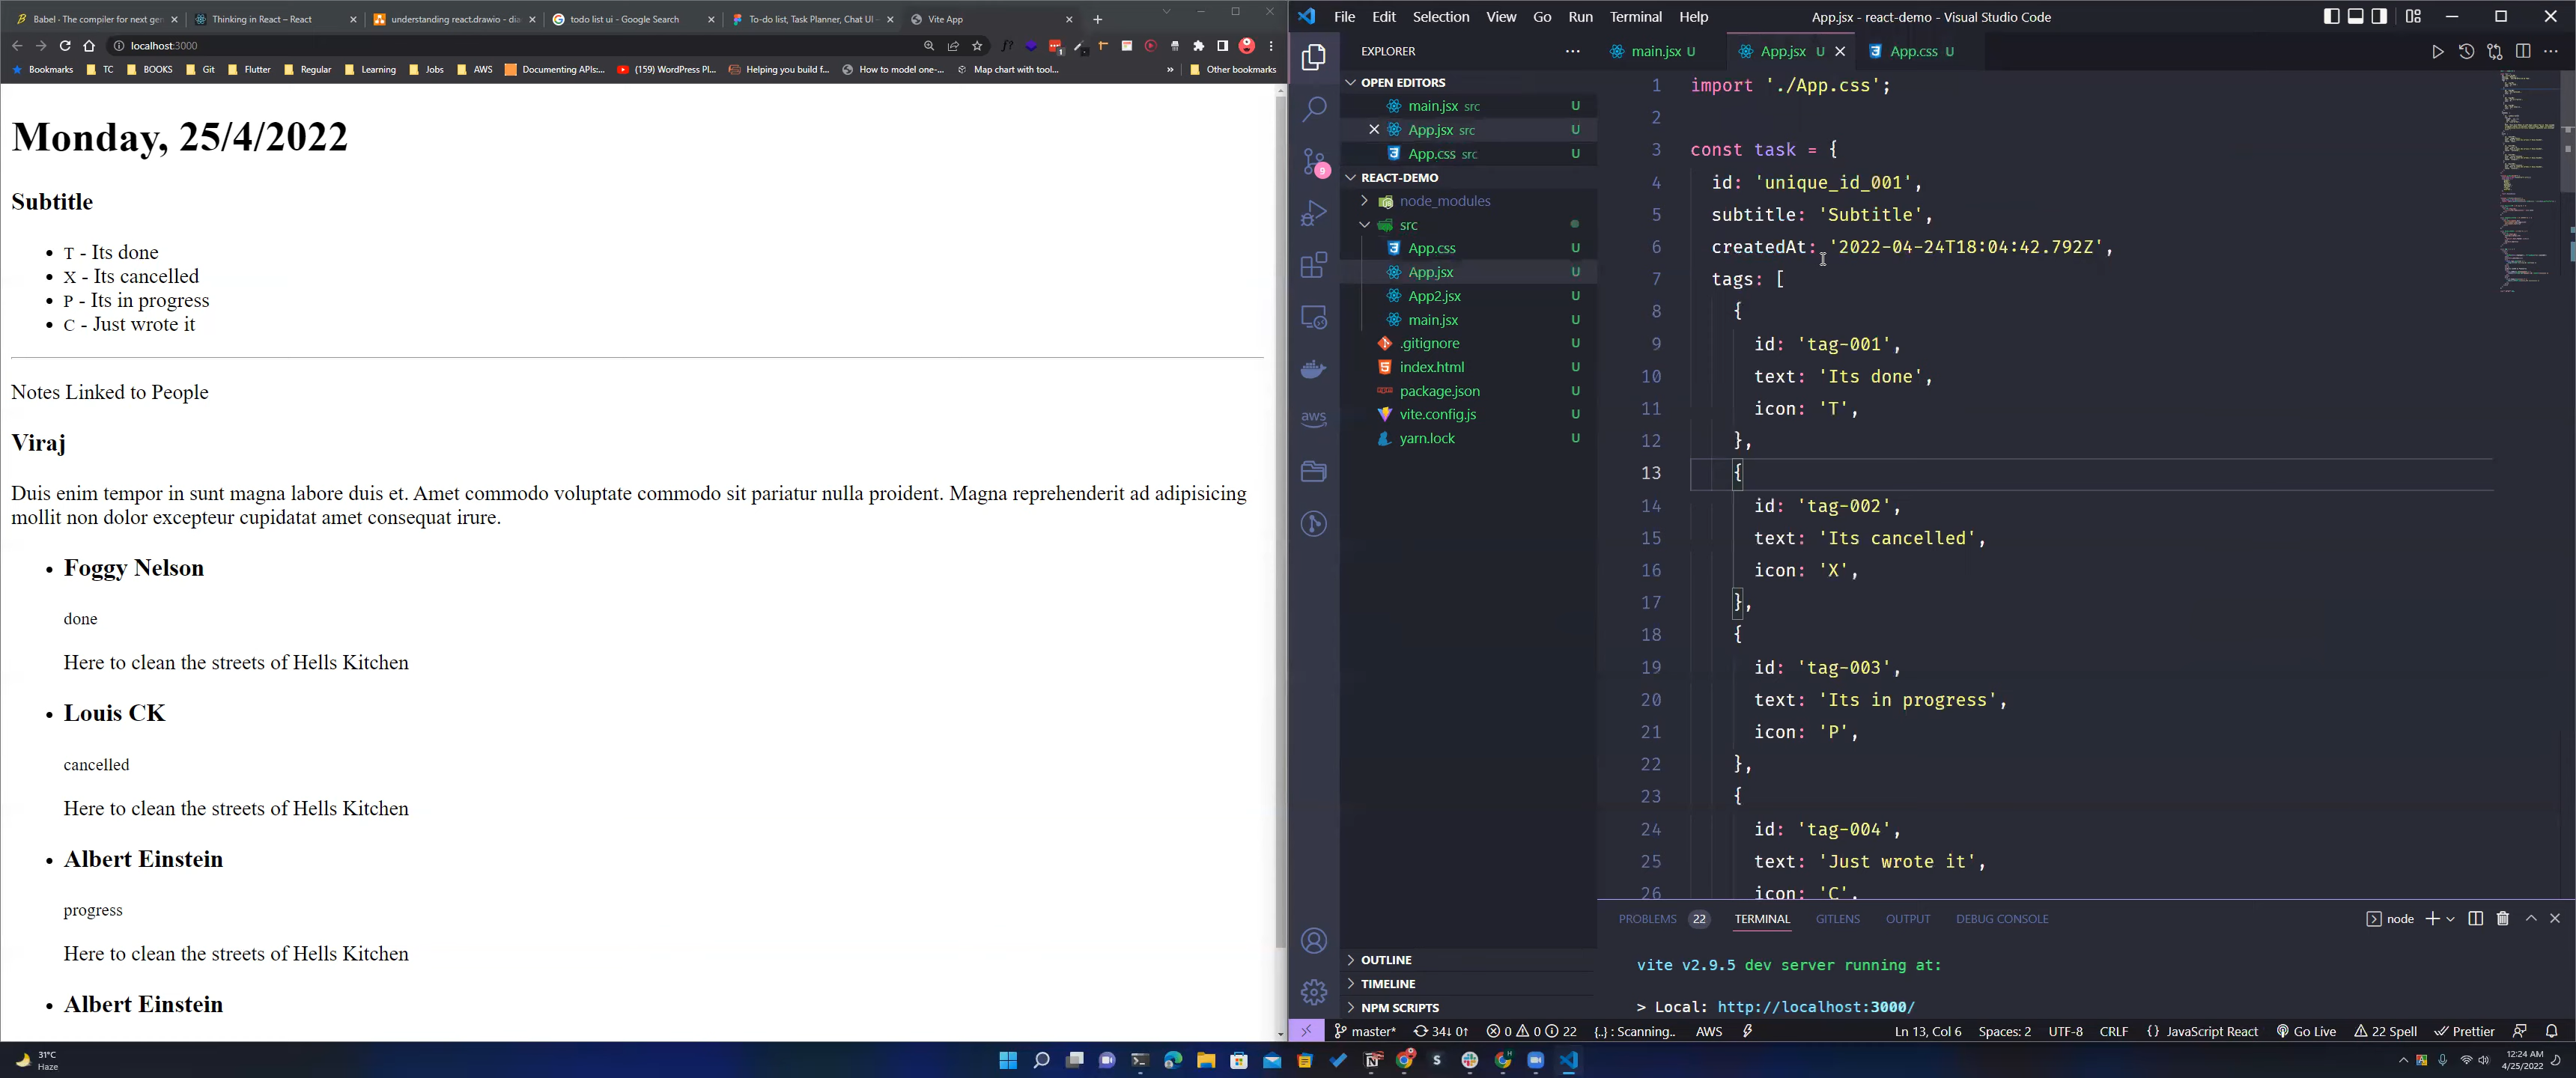 Babel · The compiler for next gen
Thinking in React – React
understanding react.drawio - dia
todo list ui - Google Search
To-do list, Task Planner, Chat UI –
Vite App
localhost:3000
Bookmarks
TC
BOOKS
Git
Flutter
Regular
Learning
Jobs
AWS
Documenting APIs:...
(159) WordPress Pl...
Helping you build f...
How to model one-...
Map chart with tool...
»
Other bookmarks
Monday, 25/4/2022
Subtitle
T - Its done
X - Its cancelled
P - Its in progress
C - Just wrote it
Notes Linked to People
Viraj
Duis enim tempor in sunt magna labore duis et. Amet commodo voluptate commodo sit pariatur nulla proident. Magna reprehenderit ad adipisicing
mollit non dolor excepteur cupidatat amet consequat irure.
Foggy Nelson
done
Here to clean the streets of Hells Kitchen
Louis CK
cancelled
Here to clean the streets of Hells Kitchen
Albert Einstein
progress
Here to clean the streets of Hells Kitchen
Albert Einstein
File Edit Selection View Go Run Terminal Help
App.jsx - react-demo - Visual Studio Code
EXPLORER
OPEN EDITORS
main.jsx src U
App.jsx src U
App.css src U
REACT-DEMO
node_modules
src
App.css U
App.jsx U
App2.jsx U
main.jsx U
.gitignore U
index.html U
package.json U
vite.config.js U
yarn.lock U
OUTLINE
TIMELINE
NPM SCRIPTS
9
aws
main.jsx U
App.jsx U
App.css U
1 import './App.css';
2
3 const task = {
4 id: 'unique_id_001',
5 subtitle: 'Subtitle',
6 createdAt: '2022-04-24T18:04:42.792Z',
7 tags: [
8 {
9 id: 'tag-001',
10 text: 'Its done',
11 icon: 'T',
12 },
13 {
14 id: 'tag-002',
15 text: 'Its cancelled',
16 icon: 'X',
17 },
18 {
19 id: 'tag-003',
20 text: 'Its in progress',
21 icon: 'P',
22 },
23 {
24 id: 'tag-004',
25 text: 'Just wrote it',
26 icon: 'C',
PROBLEMS 22 TERMINAL GITLENS OUTPUT DEBUG CONSOLE
node
vite v2.9.5 dev server running at:
> Local: http://localhost:3000/
master* 34↓ 0↑ 0 0 22 {..} : Scanning.. AWS
Ln 13, Col 6 Spaces: 2 UTF-8 CRLF {} JavaScript React Go Live 22 Spell Prettier
31°C
Haze
12:24 AM
4/25/2022